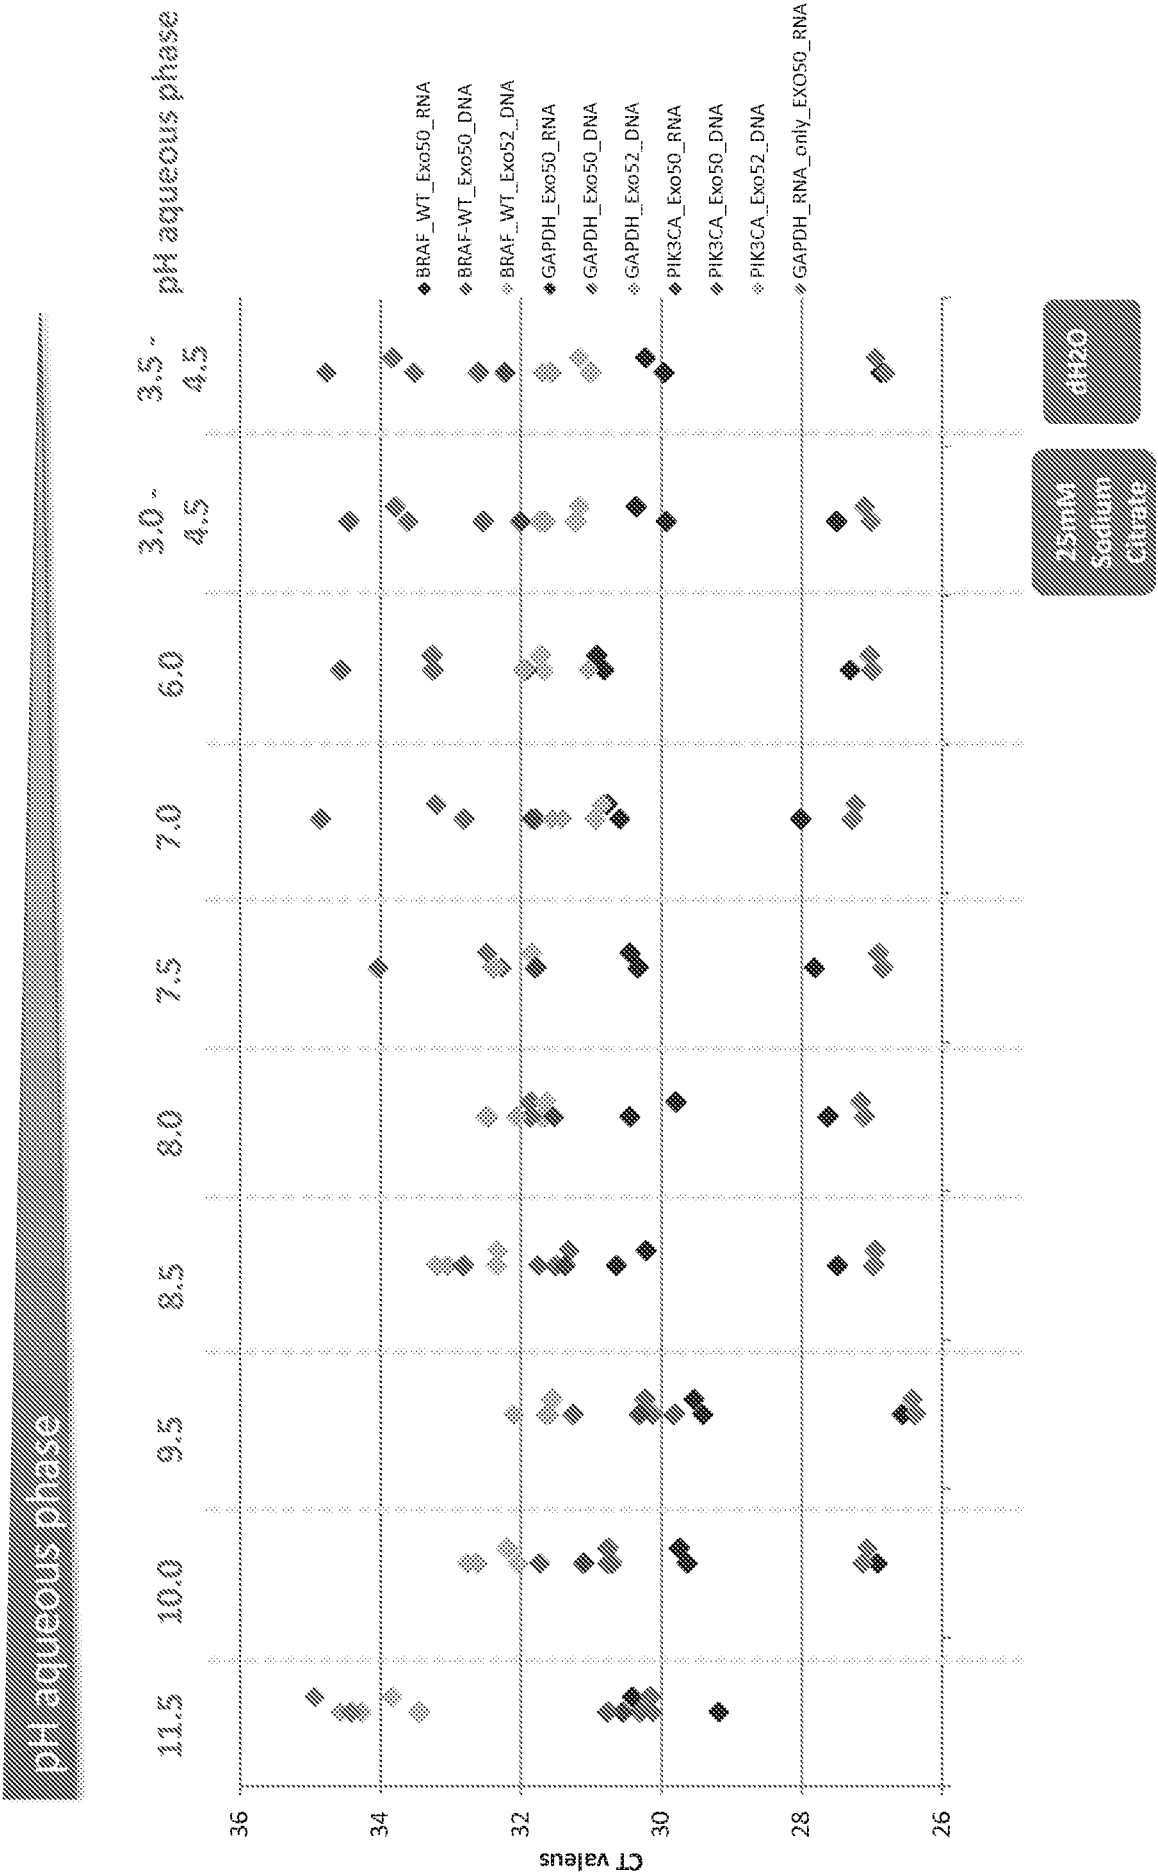 pH aqueous phase
11.5
10.0
9.5
8.5
8.0
7.5
7.0
6.0
3.0 -
4.5
3.5 -
4.5
pH aqueous phase
CT valeus
36
34
32
30
28
26
BRAF_WT_Exo50_RNA
BRAF-WT_Exo50_DNA
BRAF_WT_Exo52_DNA
GAPDH_Exo50_RNA
GAPDH_Exo50_DNA
GAPDH_Exo52_DNA
PIK3CA_Exo50_RNA
PIK3CA_Exo50_DNA
PIK3CA_Exo52_DNA
GAPDH_RNA_only_EXO50_RNA
25mM
Sodium
Citrate
dH2O